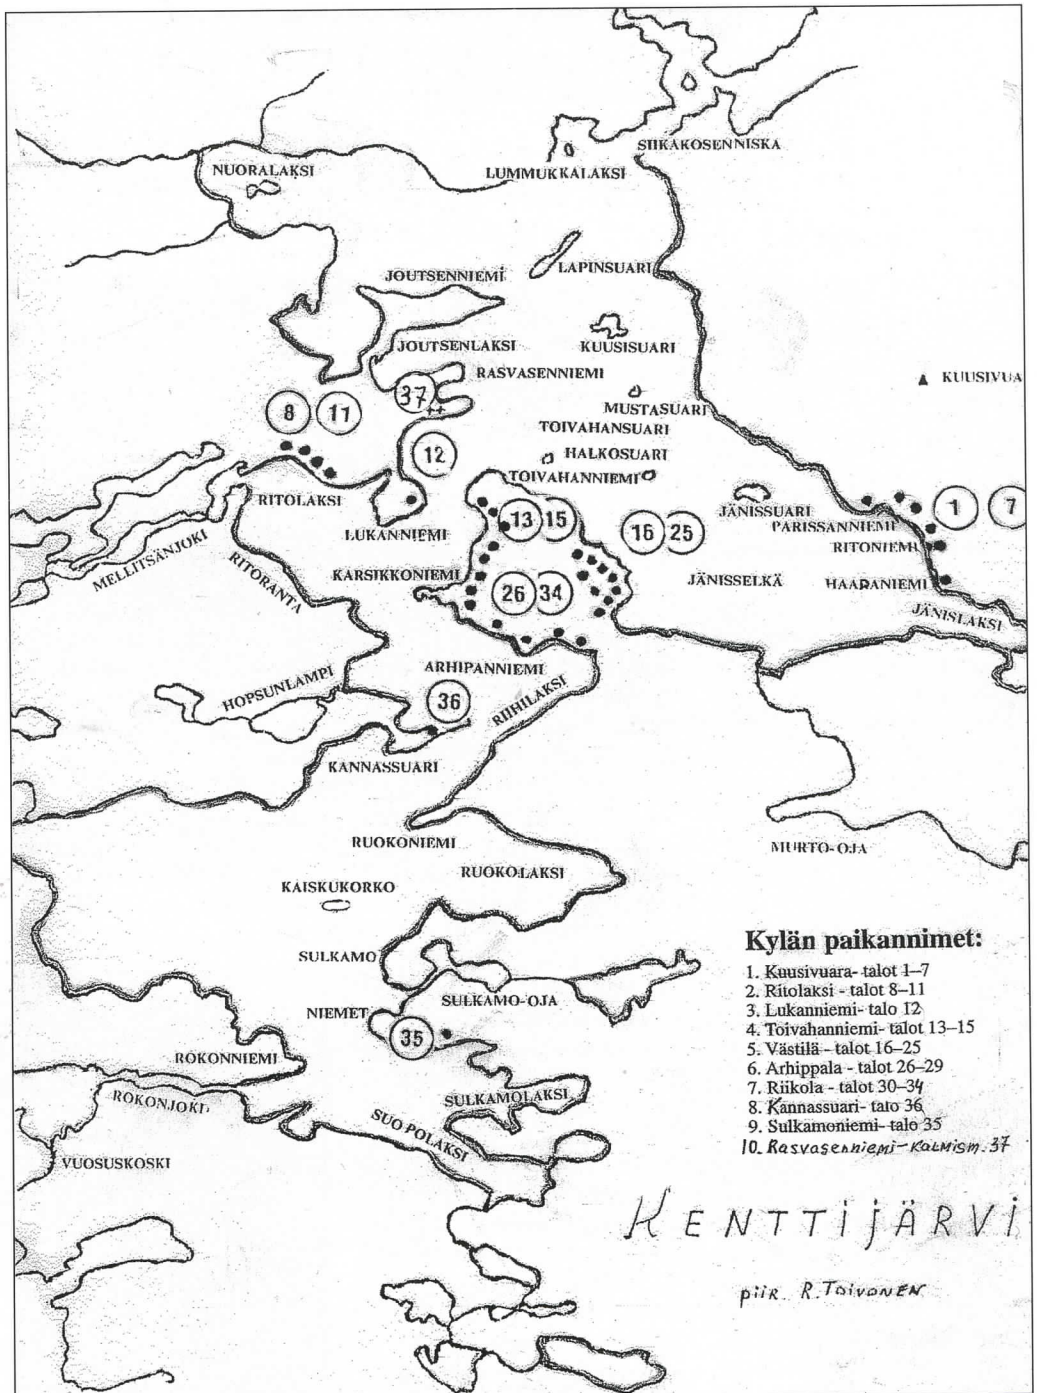 SIIKAKOSENNISKA
NUORALAKSI
LUMMUKKALAKSI
JOUTSENNIEMI
LAPINSUARI
JOUTSENLAKSI
KUUSISUARI
RASVASENNIEMI
KUUSIVUA
37
MUSTASUARI
8 11
TOIVAHANSUARI
12
HALKOSUARI
TOIVAHANNIEMI
RITOLAKSI
JÄNISSUARI
1 7
13 15
PARISSANNIEMI
LUKANNIEMI
16 25
RITONIEMI
MELLITSÄNJOKI
RITORANTA
KARSIKKONIEMI
JÄNISSELKÄ
HAAPANIEMI
26 34
JÄNISLAKSI
ARHIPANNIEMI
HOPSUNLAMPI
36
RIIHILAKSI
KANNASSUARI
RUOKONIEMI
MURTO-OJA
RUOKOLAKSI
KAISKUKORKO
SULKAMO
SULKAMO-OJA
NIEMET
35
ROKONNIEMI
ROKONJOKI
SULKAMOLAKSI
SUOPOLAKSI
VUOSUSKOSKI
Kylän paikannimet:
1. Kuusivuara- talot 1–7
2. Ritolaksi - talot 8–11
3. Lukanniemi- talo 12
4. Toivahanniemi- talot 13–15
5. Västilä - talot 16–25
6. Arhippala - talot 26–29
7. Riikola - talot 30–34
8. Kannassuari- talo 36
9. Sulkamoniemi- talo 35
10. Rasvasenniemi-Kalmism. 37
KENTTIJÄRVI
piir. R. Toivonen